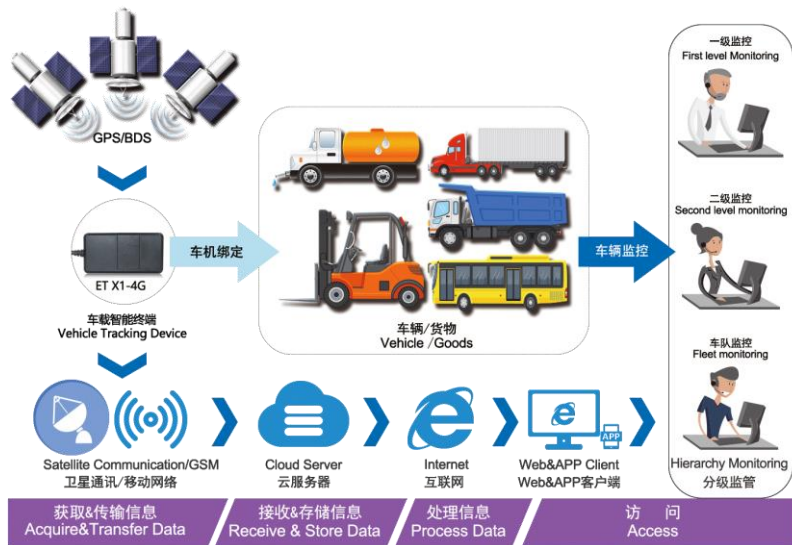 GPS/BDS
ET X1-4G
车载智能终端
Vehicle Tracking Device
车机绑定
车辆/货物
Vehicle /Goods
车辆监控
一级监控
First level Monitoring
二级监控
Second level monitoring
车队监控
Fleet monitoring
Hierarchy Monitoring
分级监管
Satellite Communication/GSM
卫星通讯/移动网络
Cloud Server
云服务器
Internet
互联网
APP
Web&APP Client
Web&APP客户端
获取&传输信息
Acquire&Transfer Data
接收&存储信息
Receive & Store Data
处理信息
Process Data
访 问
Access